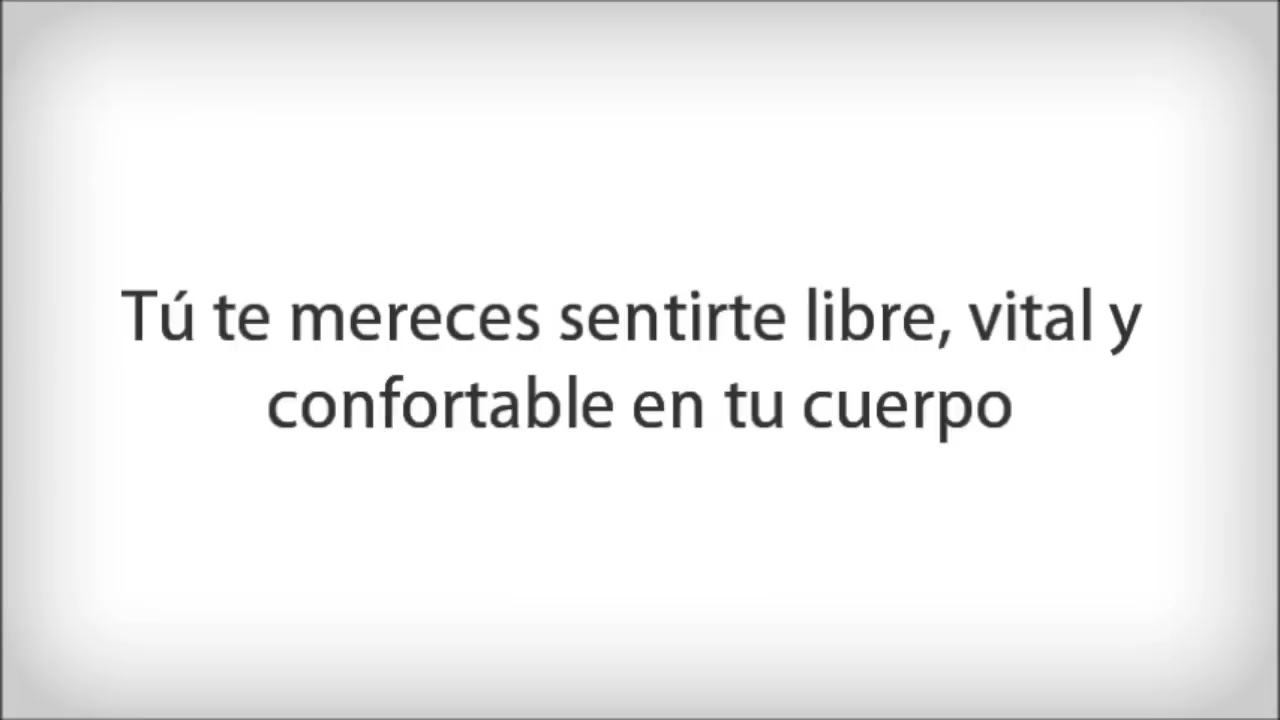 Tú te mereces sentirte libre, vital y
confortable en tu cuerpo